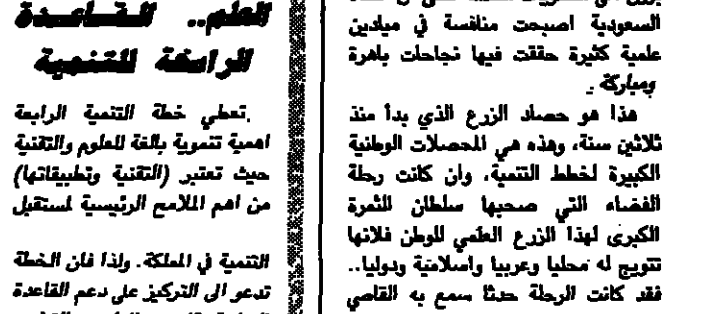 السعودية اصبحت منافسة في ميادين
علمية كثيرة حققت فيها نجاحات باهرة
ومباركة.
هذا هو حصاد الزرع الذي بدأ منذ
ثلاثين سنة، وهذه هي المحصلات الوطنية
الكبيرة لخطط التنمية. وان كانت رحلة
الفضاء التي صحبها سلطان للثمرة
الكبرى لهذا الزرع العلمي للوطن فلانها
تتويج له محليا وعربيا واسلامية ودوليا..
فقد كانت الرحلة حدثا سمع به القاصي
العلم.. القاعدة
الراسخة للتنمية
.تعطي خطة التنمية الرابعة
اهمية تنموية بالغة للعلوم والتقنية
حيث تعتبر (التقنية وتطبيقاتها)
من اهم الملامح الرئيسية لمستقبل
التنمية في المملكة. ولذا فان الخطة
تدعو الى التركيز على دعم القاعدة